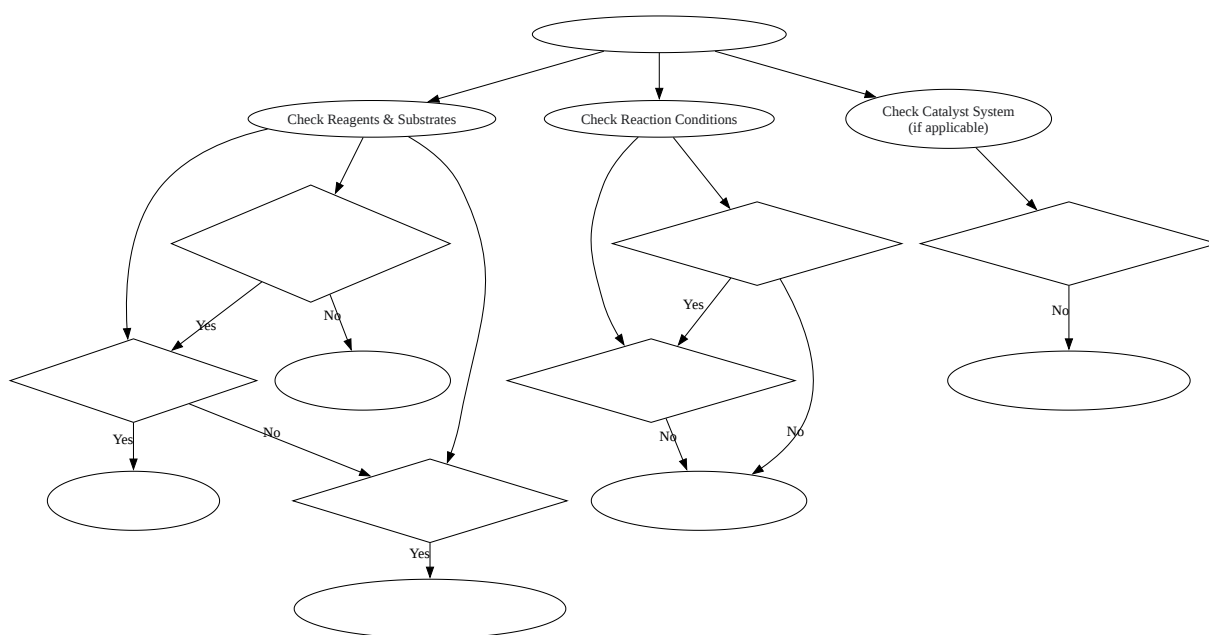 Check Reagents & Substrates
Check Reaction Conditions
Check Catalyst System
(if applicable)
Yes
No
Yes
No
Yes
No
Yes
No
No
Yes